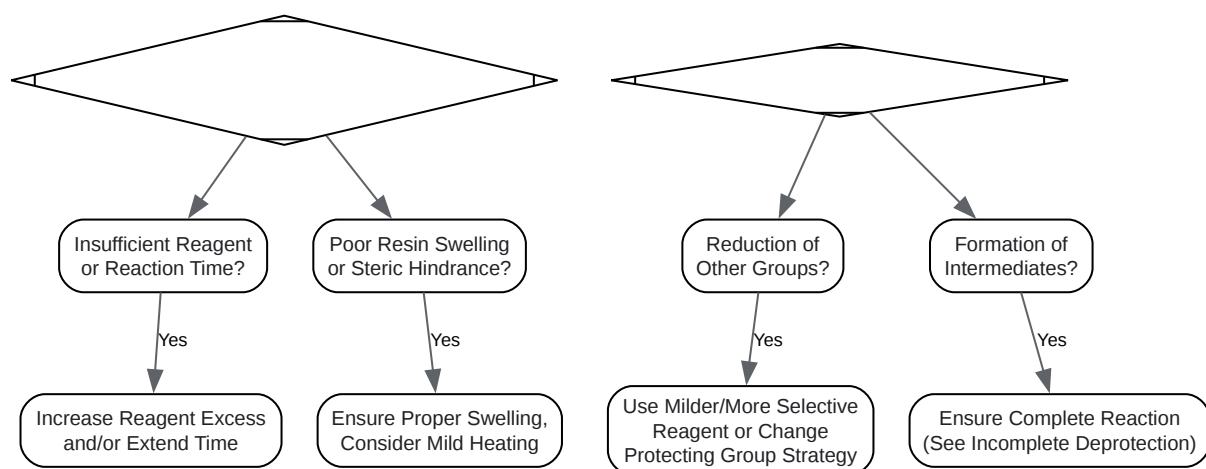 Insufficient Reagent
or Reaction Time?
Poor Resin Swelling
or Steric Hindrance?
Reduction of
Other Groups?
Formation of
Intermediates?
Yes
Yes
Yes
Yes
Increase Reagent Excess
and/or Extend Time
Ensure Proper Swelling,
Consider Mild Heating
Use Milder/More Selective
Reagent or Change
Protecting Group Strategy
Ensure Complete Reaction
(See Incomplete Deprotection)